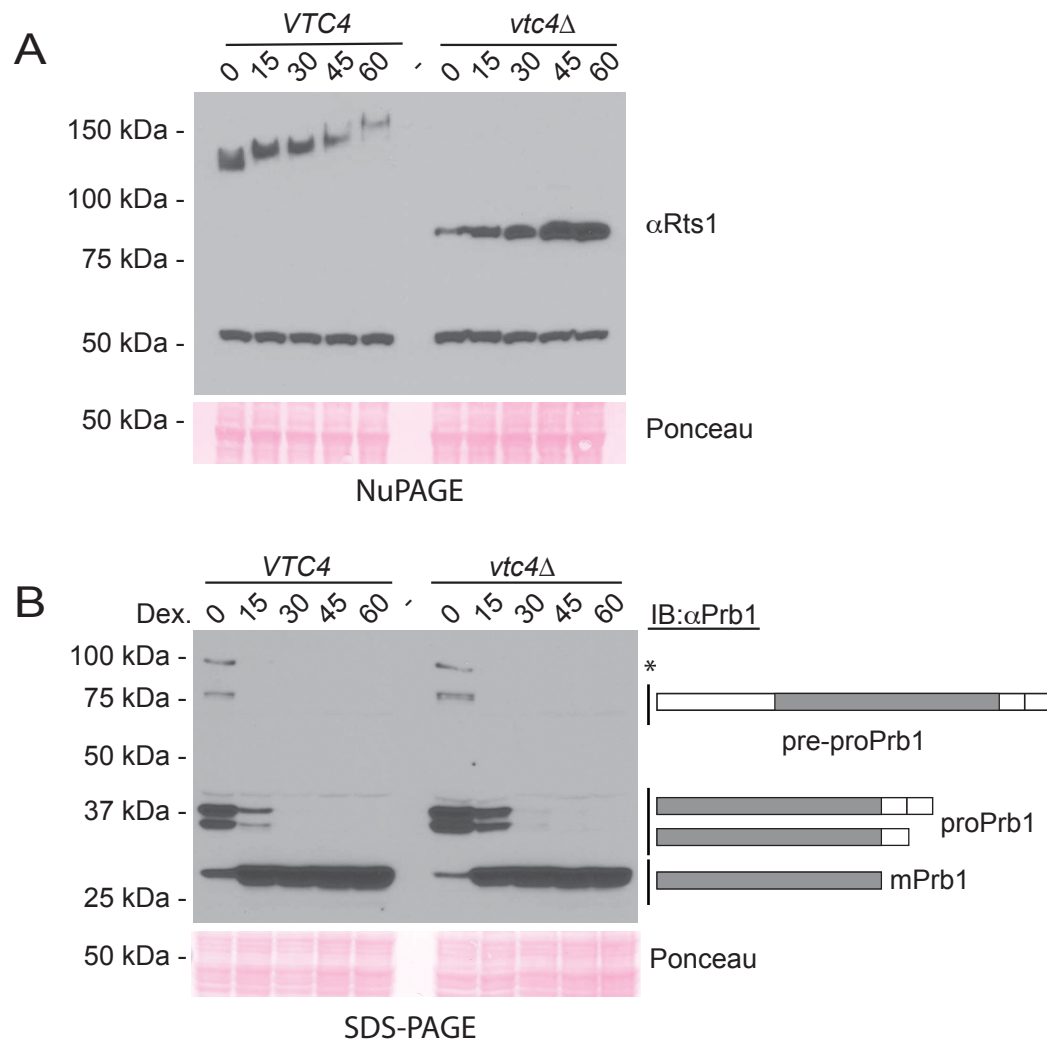 A
VTC4 vtc4Δ
0 15 30 45 60 - 0 15 30 45 60
150 kDa -
100 kDa -
αRts1
75 kDa -
50 kDa -
50 kDa -
Ponceau
NuPAGE
B
VTC4 vtc4Δ
Dex. 0 15 30 45 60 - 0 15 30 45 60 IB:αPrb1
100 kDa - *
75 kDa -
pre-proPrb1
50 kDa -
37 kDa -
proPrb1
mPrb1
25 kDa -
50 kDa -
Ponceau
SDS-PAGE